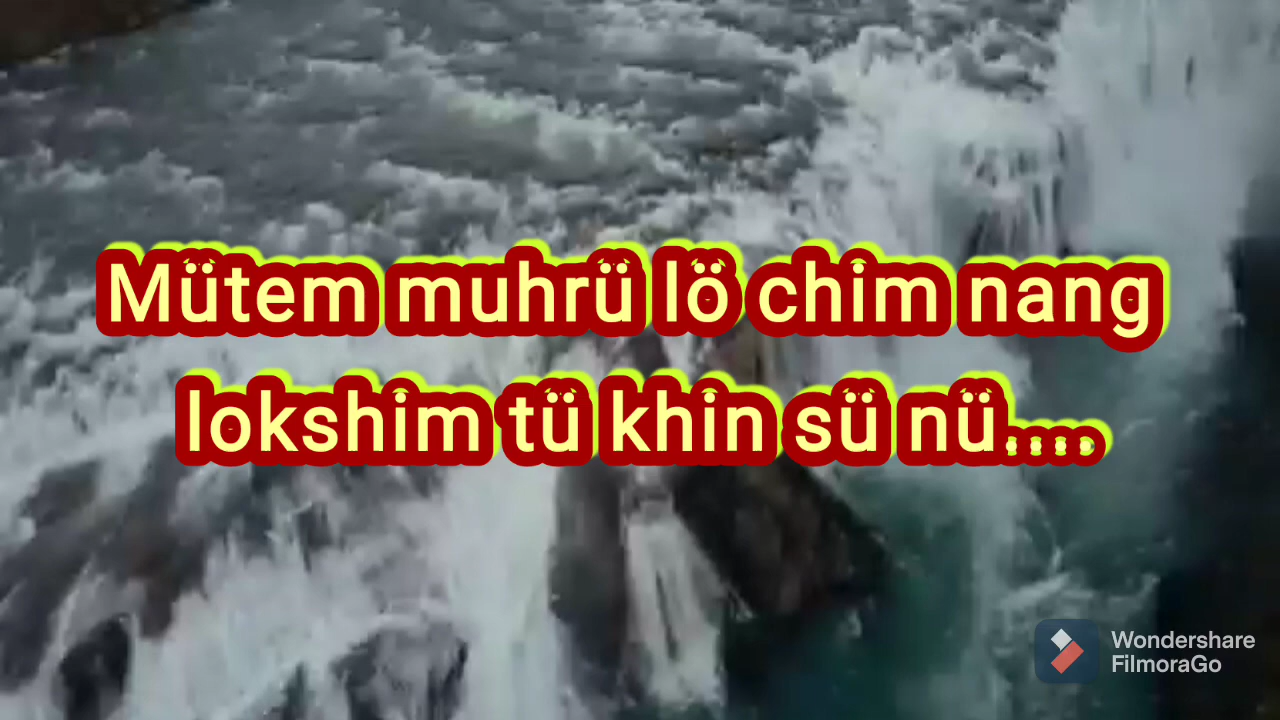 Mütem muhrü lö chim nang
lokshim tü khin sü nü....
Wondershare
FilmoraGo